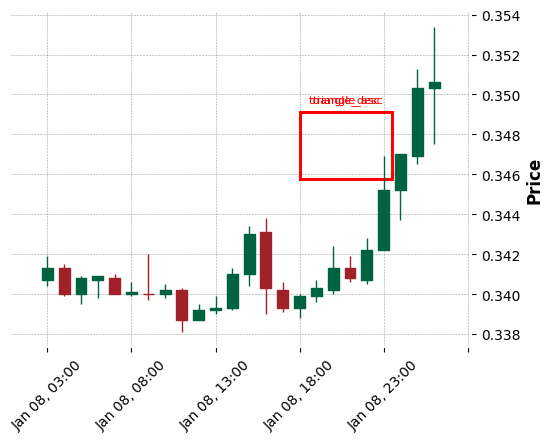 0.354
0.352
0.350
0.348
0.346
0.344
0.342
0.340
0.338
Price
Jan 08, 03:00
Jan 08, 08:00
Jan 08, 13:00
Jan 08, 18:00
Jan 08, 23:00